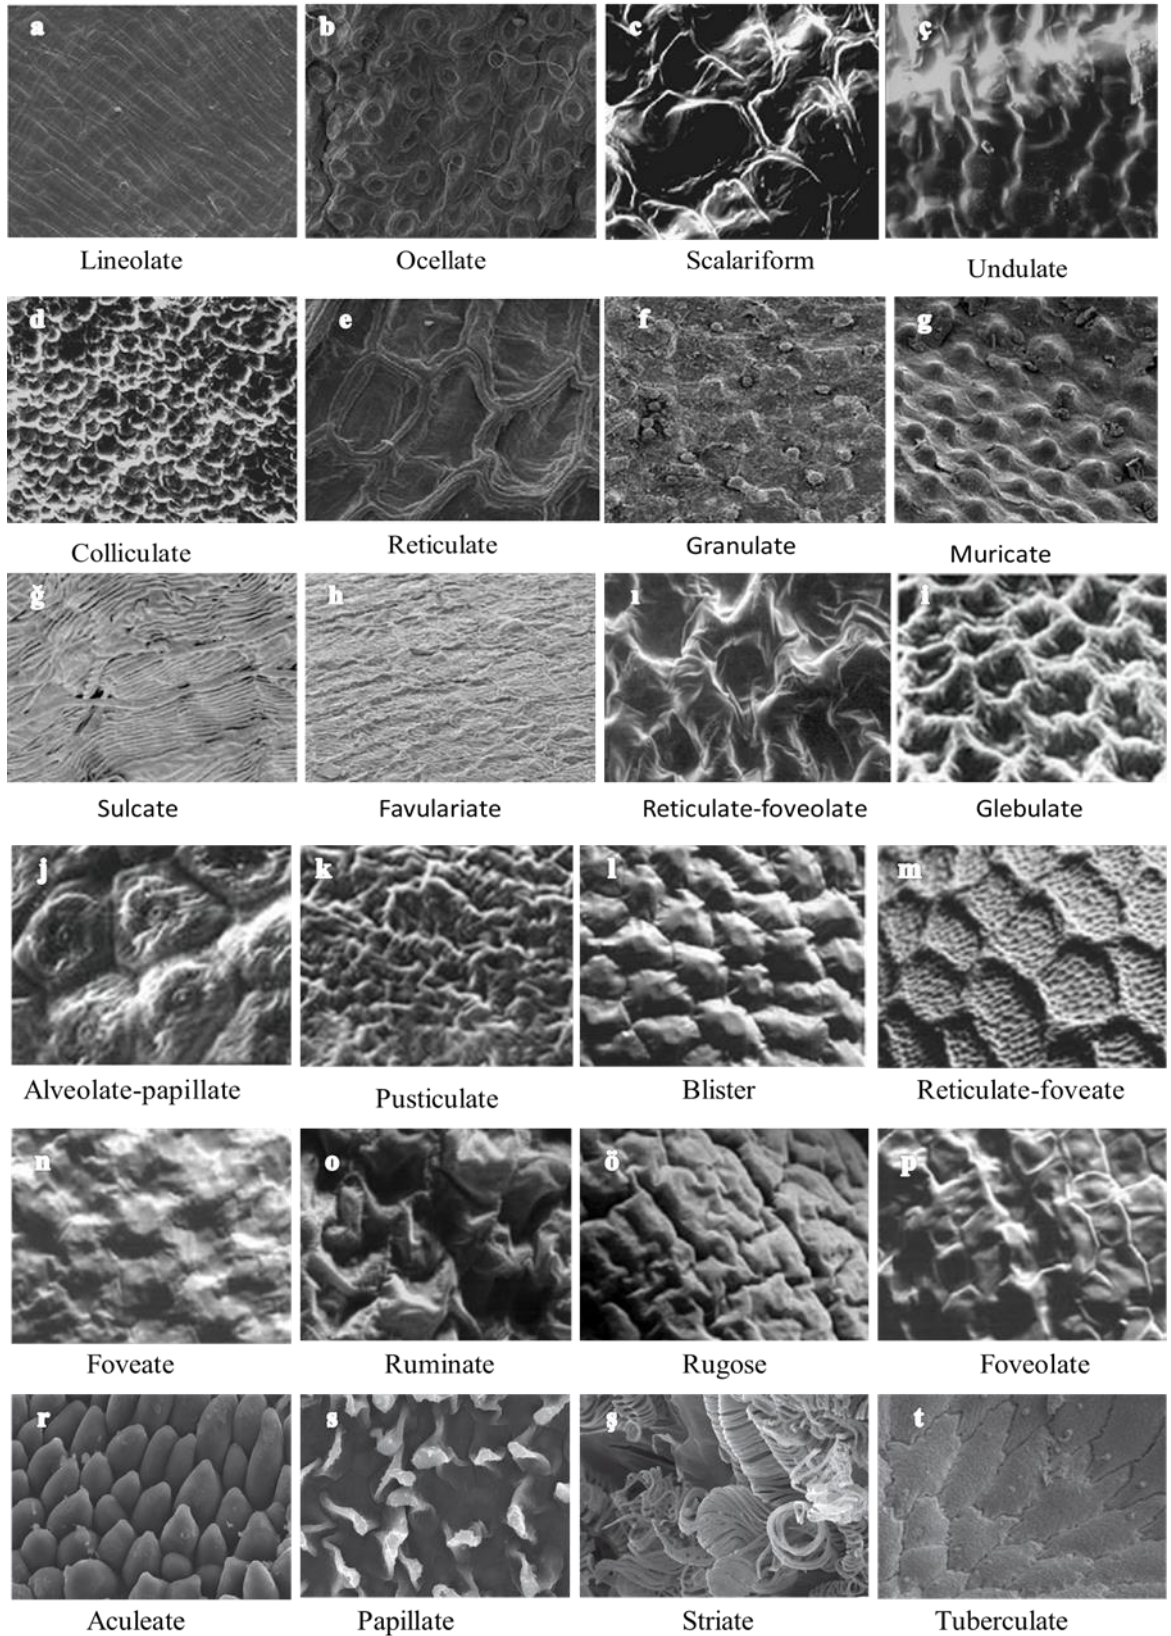 a b c ç
Lineolate Ocellate Scalariform Undulate
d e f g
Colliculate Reticulate Granulate Muricate
ğ h ı i
Sulcate Favulariate Reticulate-foveolate Glebulate
j k l m
Alveolate-papillate Pusticulate Blister Reticulate-foveate
n o ö p
Foveate Ruminate Rugose Foveolate
r s ş t
Aculeate Papillate Striate Tuberculate